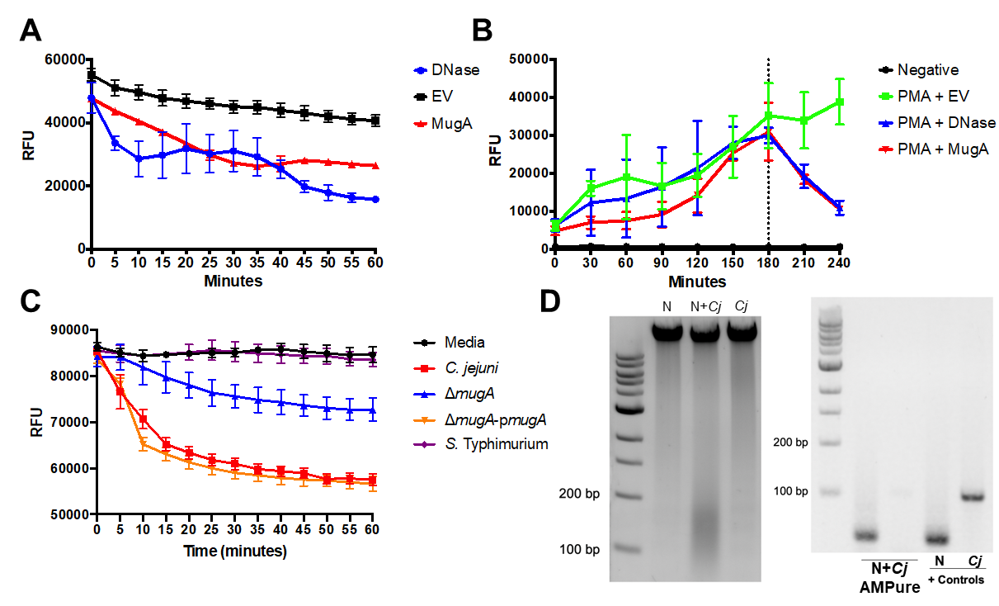 A
60000
40000
20000
0
RFU
0 5 10 15 20 25 30 35 40 45 50 55 60
Minutes
DNase
EV
MugA
B
50000
40000
30000
20000
10000
0
RFU
0 30 60 90 120 150 180 210 240
Minutes
Negative
PMA + EV
PMA + DNase
PMA + MugA
C
90000
80000
70000
60000
50000
RFU
0 5 10 15 20 25 30 35 40 45 50 55 60
Time (minutes)
Media
C. jejuni
ΔmugA
ΔmugA-pmugA
S. Typhimurium
D
N N+Cj Cj
200 bp
100 bp
200 bp
100 bp
N+Cj
AMPure
N Cj
+ Controls